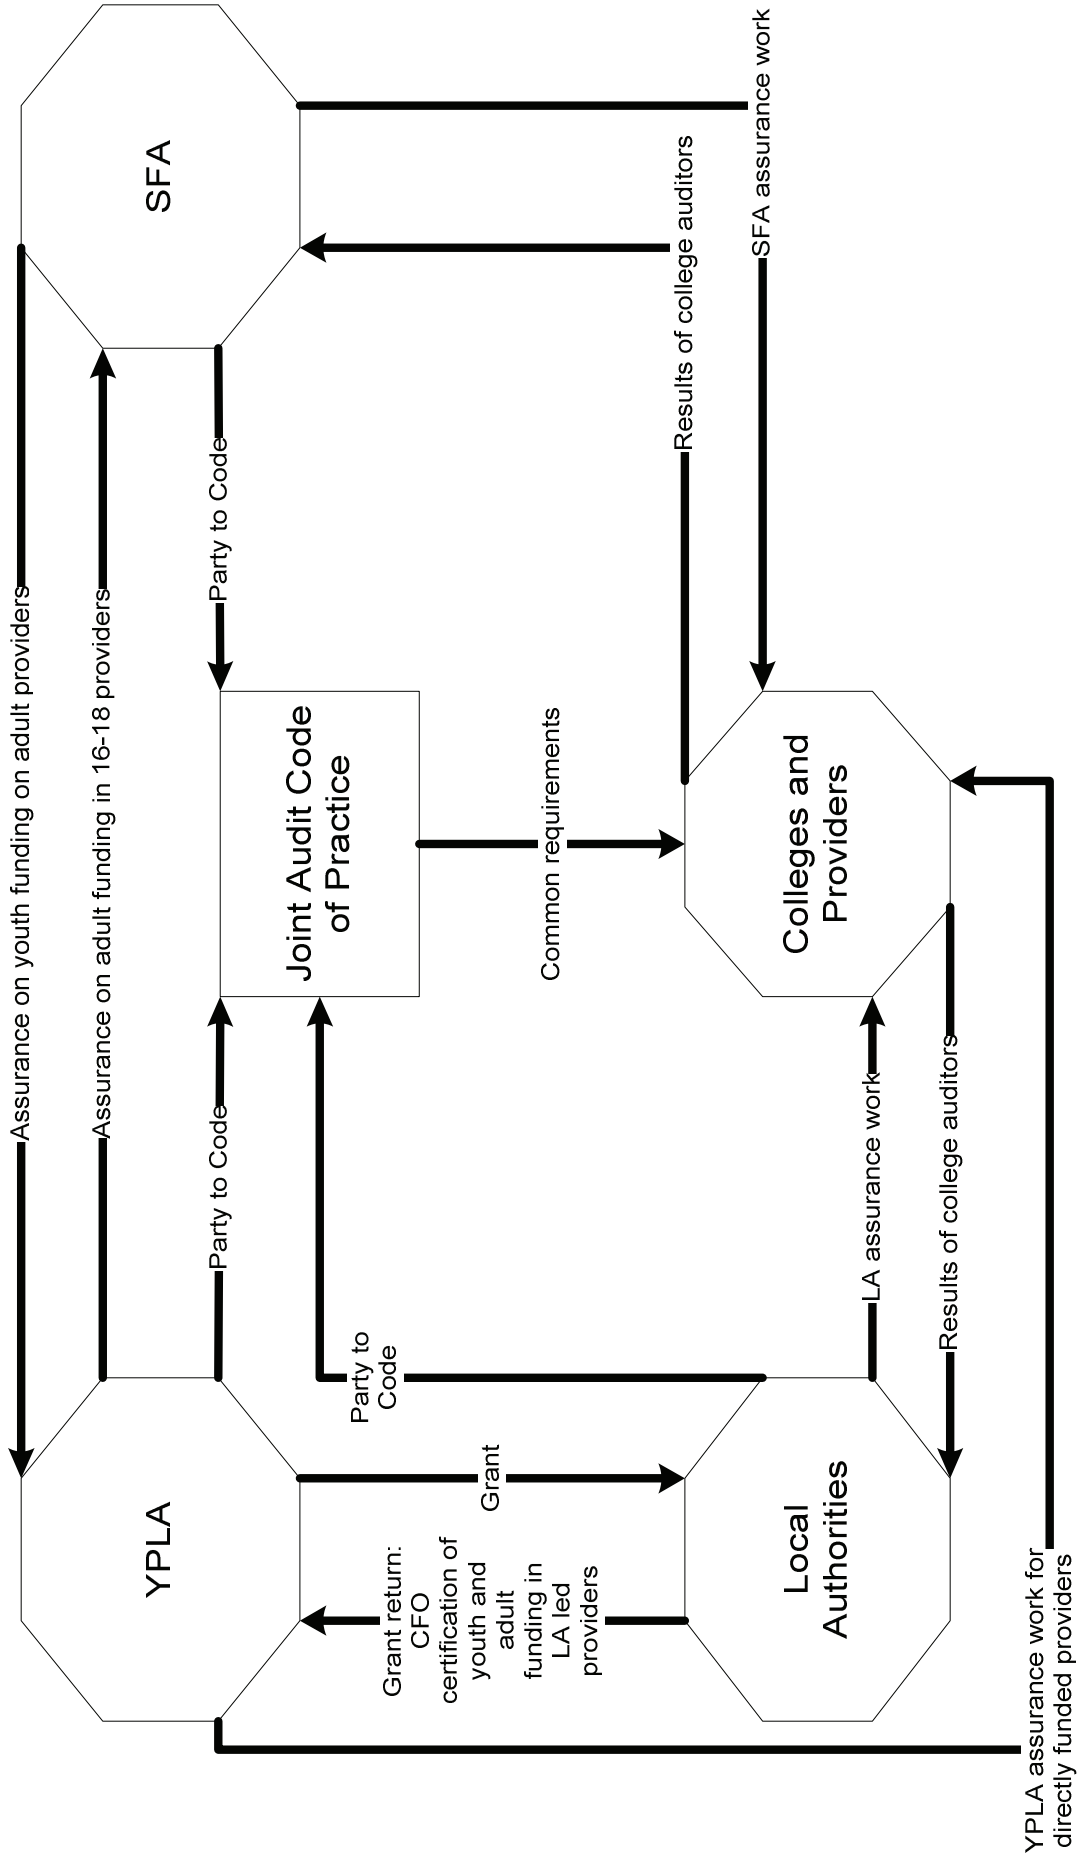 Assurance on youth funding on adult providers
Assurance on adult funding in 16-18 providers
YPLA
SFA
Party to Code
Party to Code
Joint Audit Code
of Practice
Party to
Code
Grant return:
CFO
certification of
youth and
adult
funding in
LA led
providers
Grant
Common requirements
Results of college auditors
SFA assurance work
Local
Authorities
Colleges and
Providers
LA assurance work
Results of college auditors
YPLA assurance work for
directly funded providers